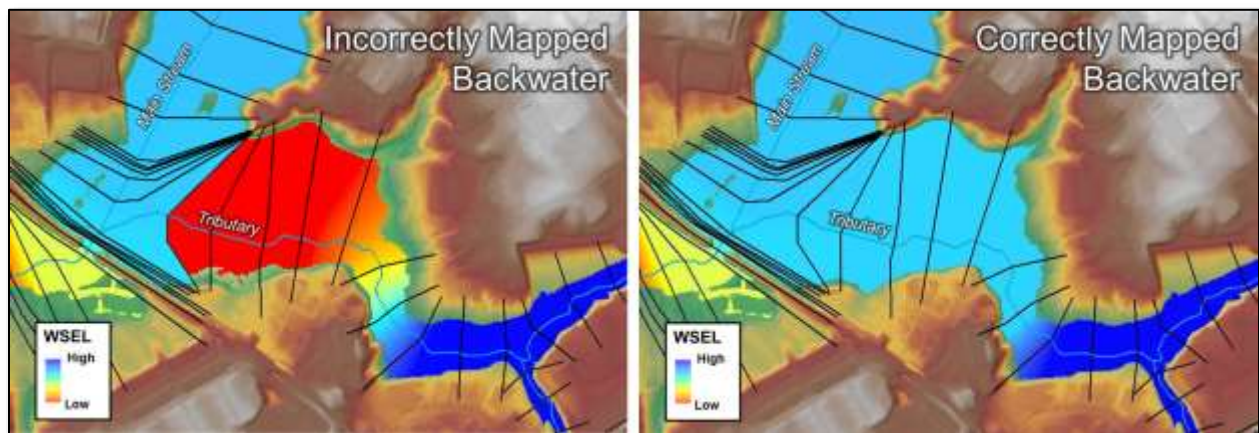 Incorrectly Mapped
Backwater
Main Stream
Tributary
WSEL
High
Low
Correctly Mapped
Backwater
Main Stream
Tributary
WSEL
High
Low